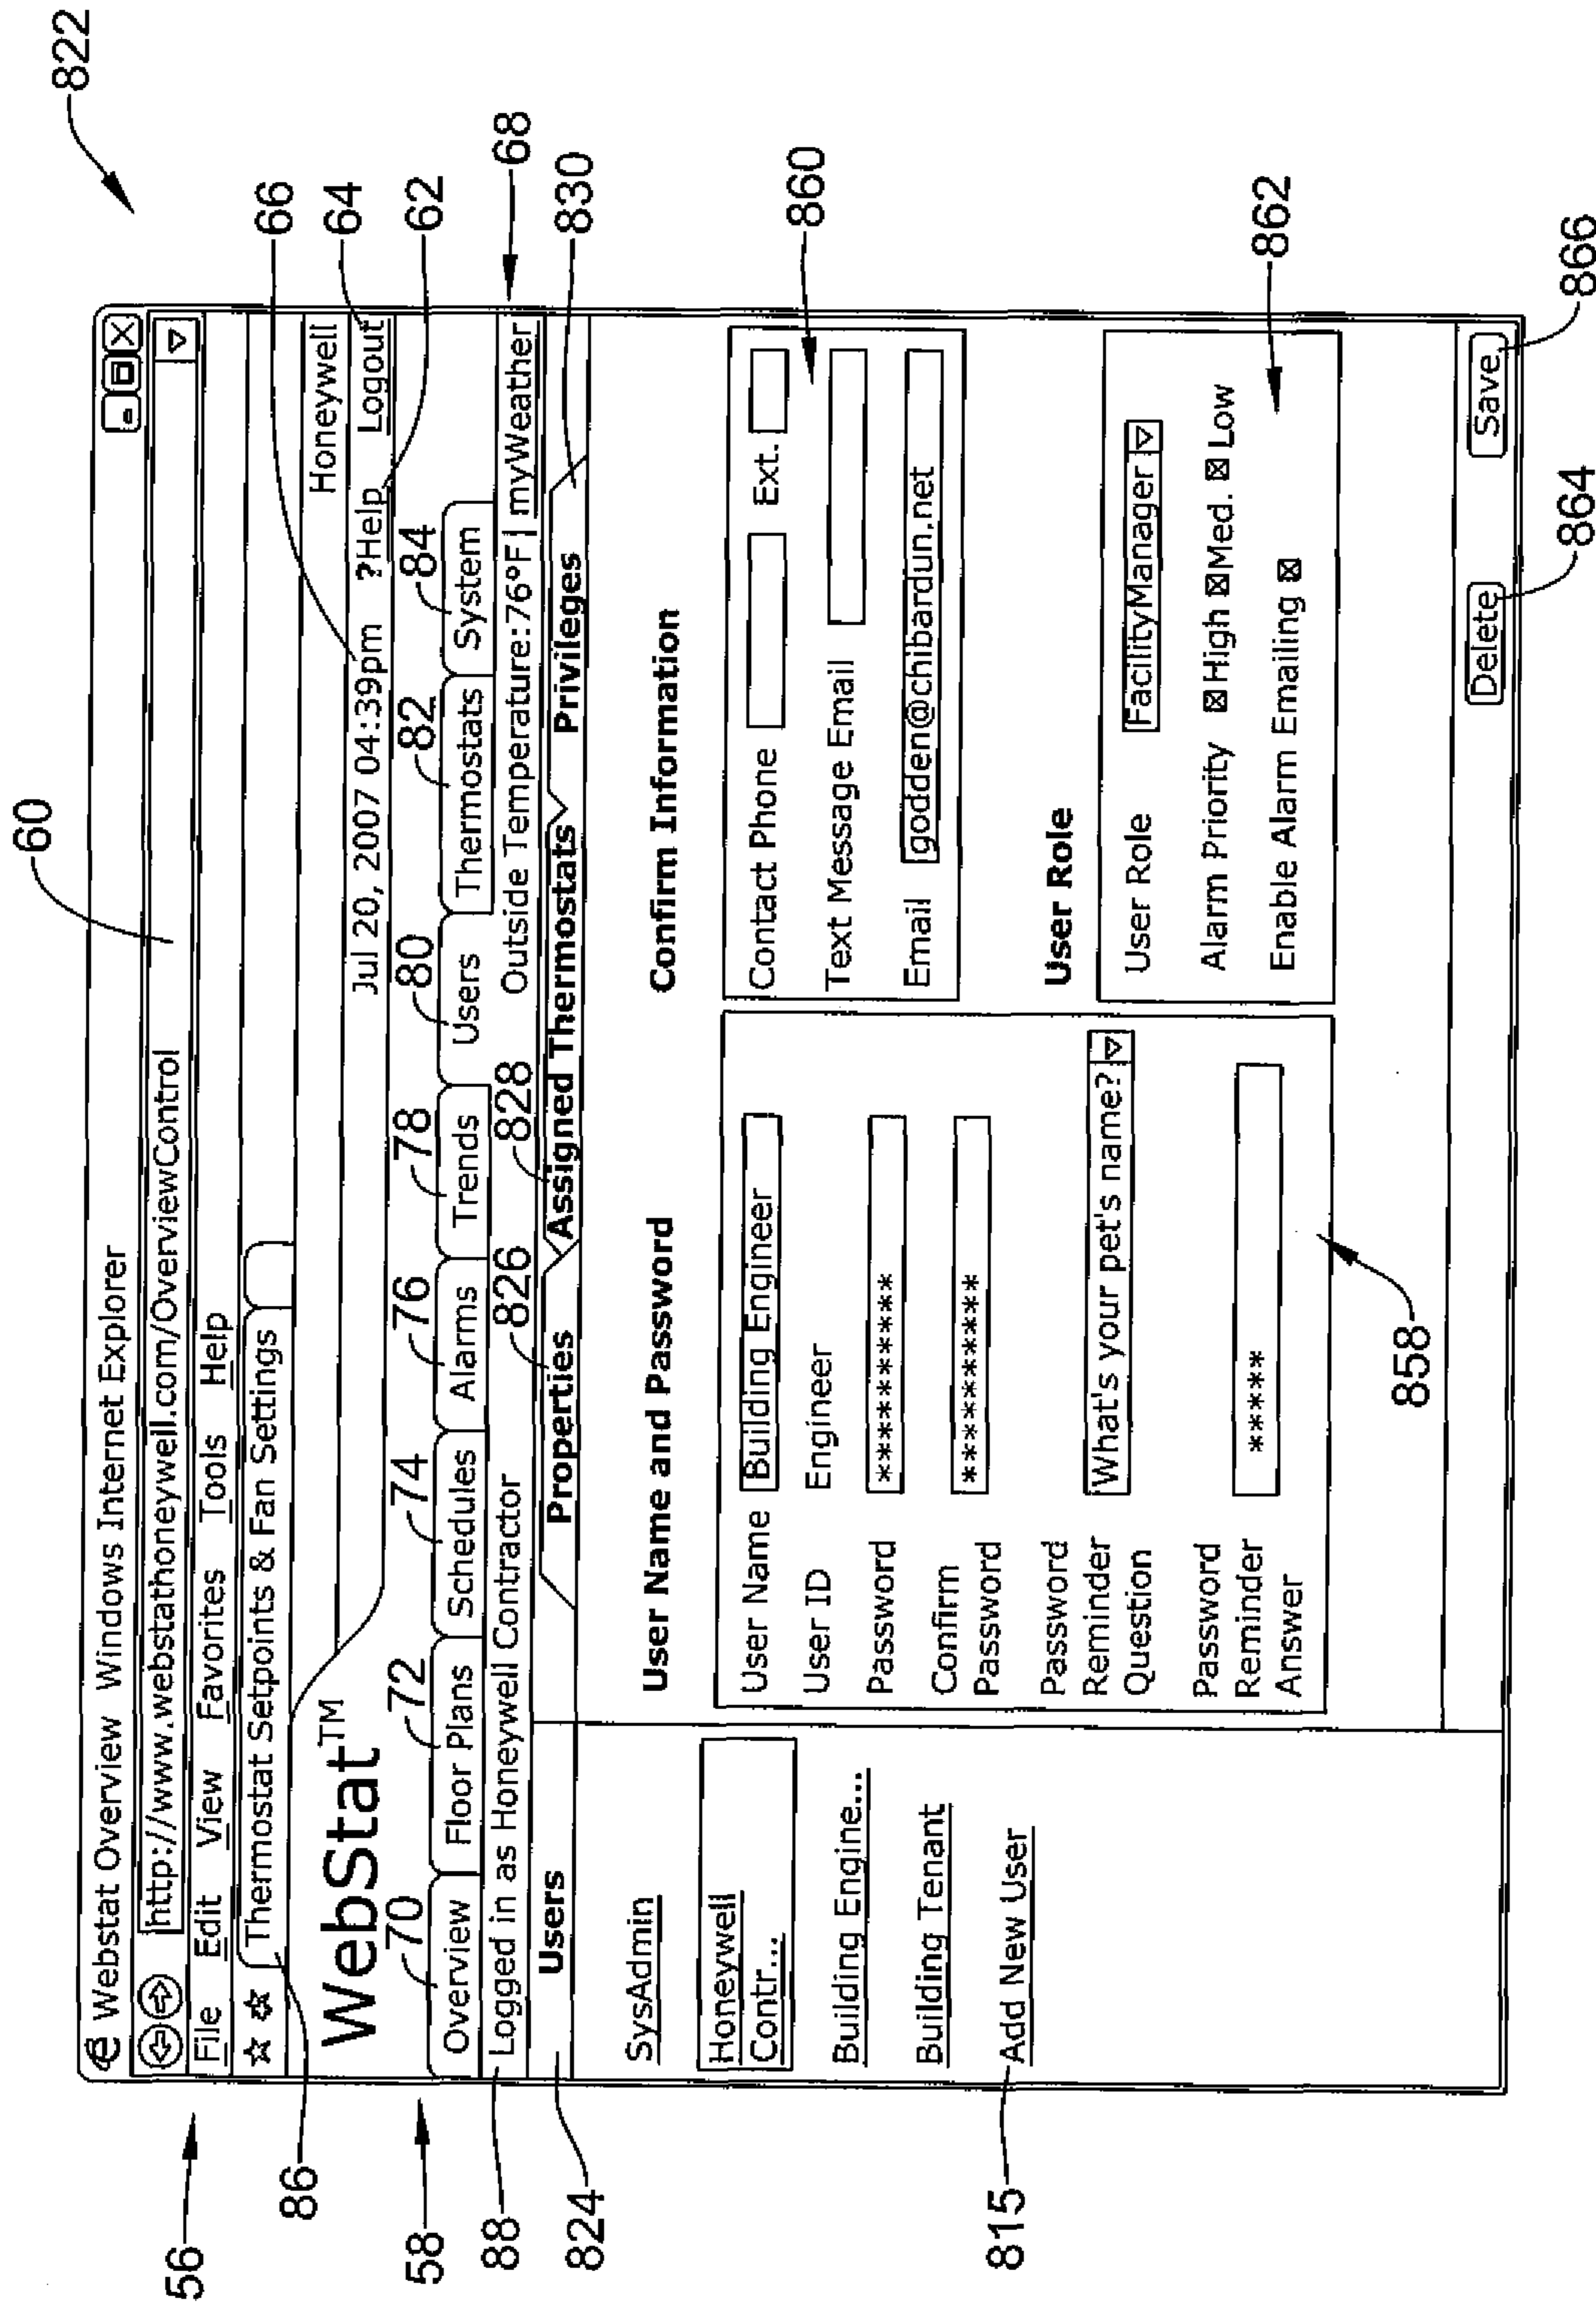 822
60
66
64
62
56
Webstat Overview Windows Internet Explorer
http://www.webstathoneywell.com/OverviewControl
File Edit View Favorites Tools Help
Thermostat Setpoints & Fan Settings
86
Honeywell
WebStat™
Jul 20, 2007 04:39pm ?Help Logout
58
70 72 74 76 78 80 82 84
Overview Floor Plans Schedules Alarms Trends Users Thermostats System
88
Logged in as Honeywell Contractor
Outside Temperature:76°F| myWeather
68
824
826 828 830
Users Properties Assigned Thermostats Privileges
SysAdmin
Honeywell
Contr...
Building Engine...
Building Tenant
815
Add New User
User Name and Password
User Name Building Engineer
User ID Engineer
Password **********
Confirm
Password **********
Password
Reminder
Question What's your pet's name?
Password
Reminder
Answer *****
858
Confirm Information
Contact Phone Ext.
Text Message Email
Email godden@chibardun.net
860
User Role
User Role FacilityManager
Alarm Priority ☒High ☒Med. ☒ Low
Enable Alarm Emailing ☒
862
Delete Save
864 866